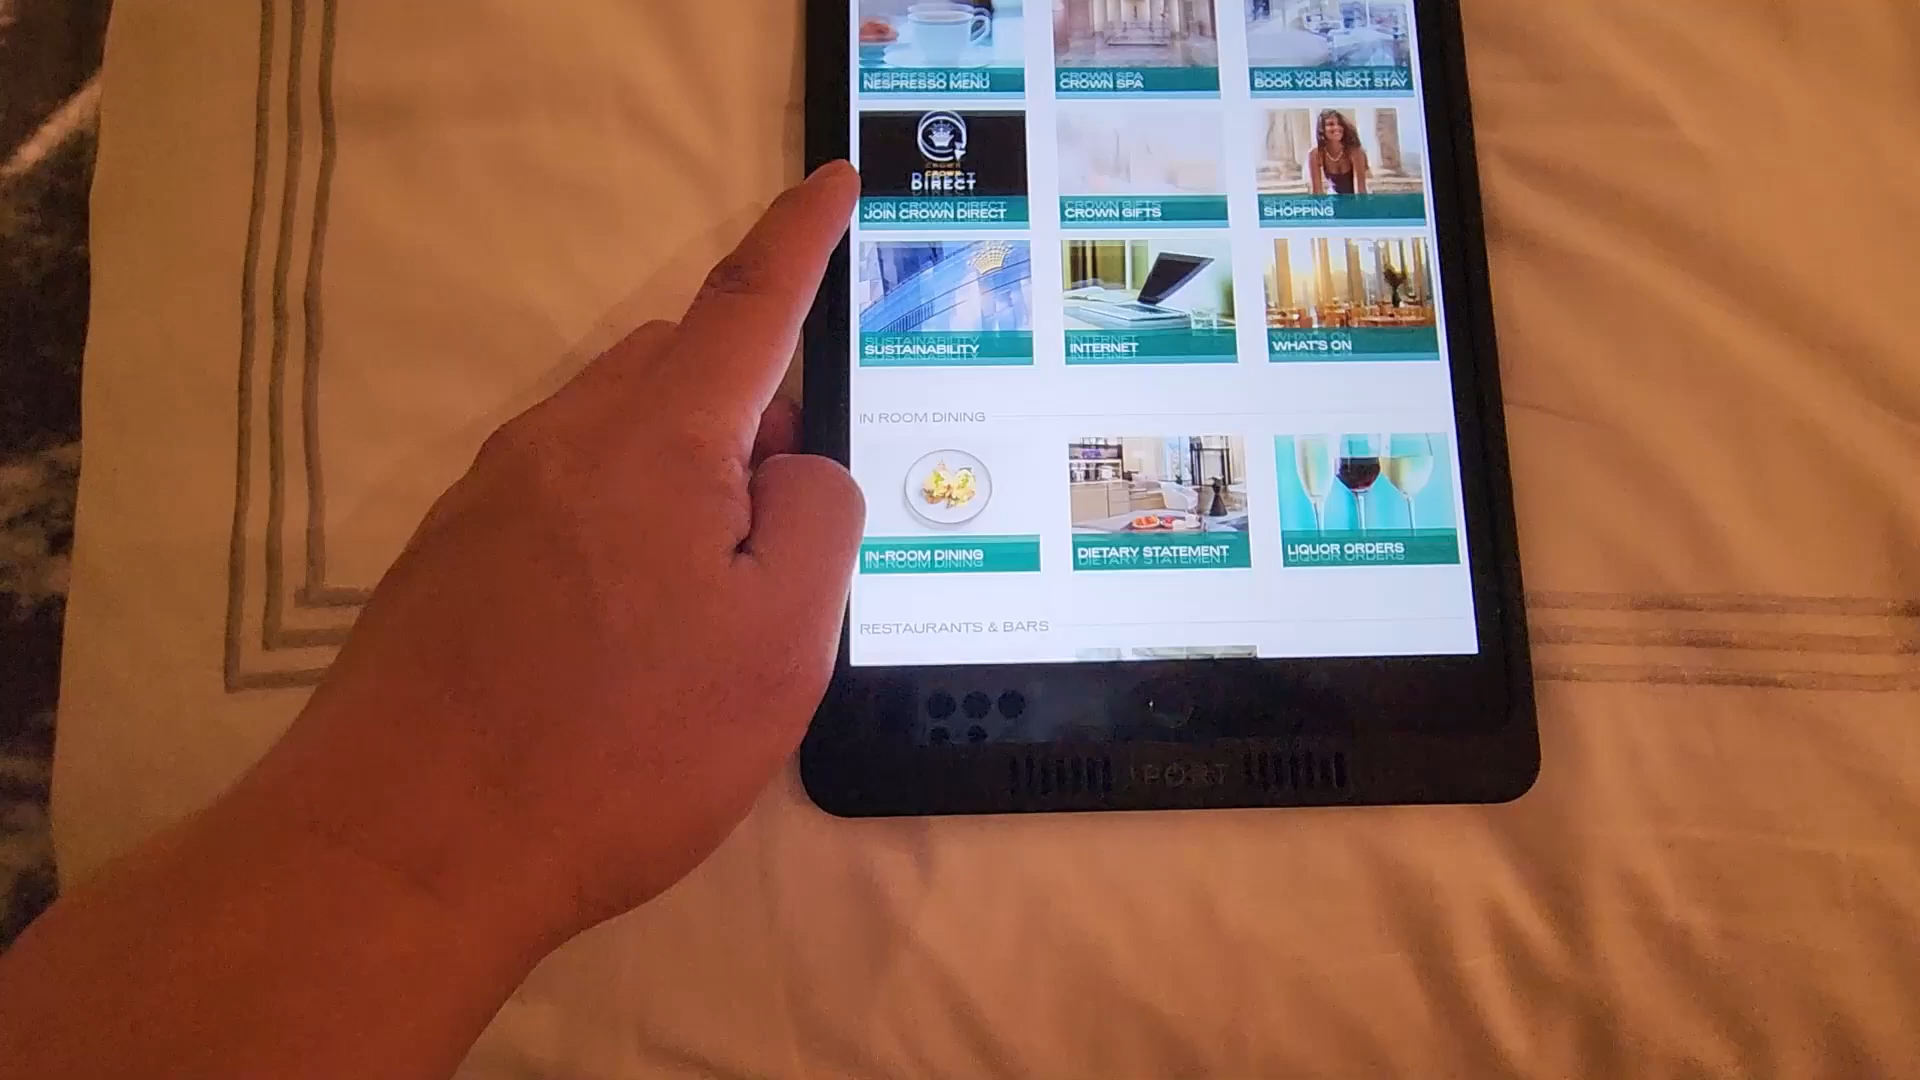 NESPRESSO MENU
CROWN SPA
BOOK YOUR NEXT STAY
CROWN
DIRECT
JOIN CROWN DIRECT
CROWN GIFTS
SHOPPING
SUSTAINABILITY
INTERNET
WHAT'S ON
IN ROOM DINING
IN-ROOM DINING
DIETARY STATEMENT
LIQUOR ORDERS
RESTAURANTS & BARS